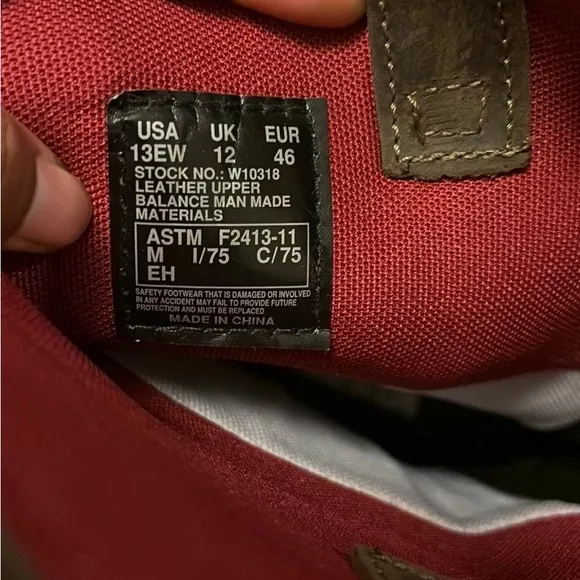 USA UK EUR
13EW 12 46
STOCK NO.: W10318
LEATHER UPPER
BALANCE MAN MADE
MATERIALS
ASTM F2413-11
M I/75 C/75
EH
SAFETY FOOTWEAR THAT IS DAMAGED OR INVOLVED
IN ANY ACCIDENT MAY FAIL TO PROVIDE FUTURE
PROTECTION AND MUST BE REPLACED
MADE IN CHINA